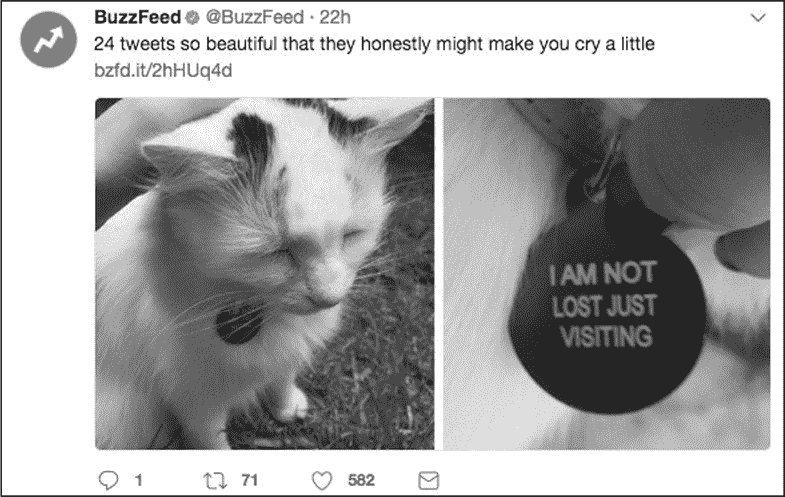 BuzzFeed @BuzzFeed · 22h
24 tweets so beautiful that they honestly might make you cry a little
bzfd.it/2hHUq4d
I AM NOT
LOST JUST
VISITING
1 71 582